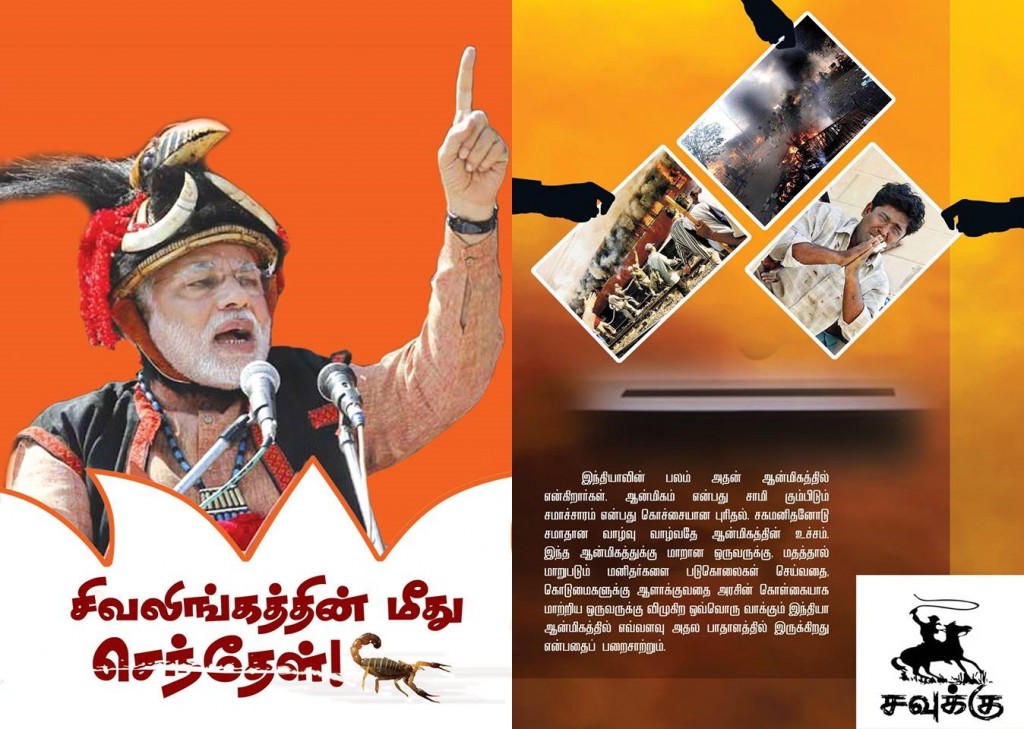 சிவலிங்கத்தின் மீது
செந்தேள்!
இந்தியாவின் பலம் அதன் ஆன்மிகத்தில்
என்கிறார்கள். ஆன்மிகம் என்பது சாமி கும்பிடும்
சமாச்சாரம் என்பது கொச்சையான புரிதல். சகமனிதனோடு
சமாதான வாழ்வு வாழ்வதே ஆன்மிகத்தின் உச்சம்.
இந்த ஆன்மிகத்துக்கு மாறான ஒருவருக்கு, மதத்தால்
மாறுபடும் மனிதர்களை படுகொலைகள் செய்வதை,
கொடுமைகளுக்கு ஆளாக்குவதை அரசின் கொள்கையாக
மாற்றிய ஒருவருக்கு விழுகிற ஒவ்வொரு வாக்கும் இந்தியா
ஆன்மிகத்தில் எவ்வளவு அதல பாதாளத்தில் இருக்கிறது
என்பதைப் பறைசாற்றும்.
சவுக்கு